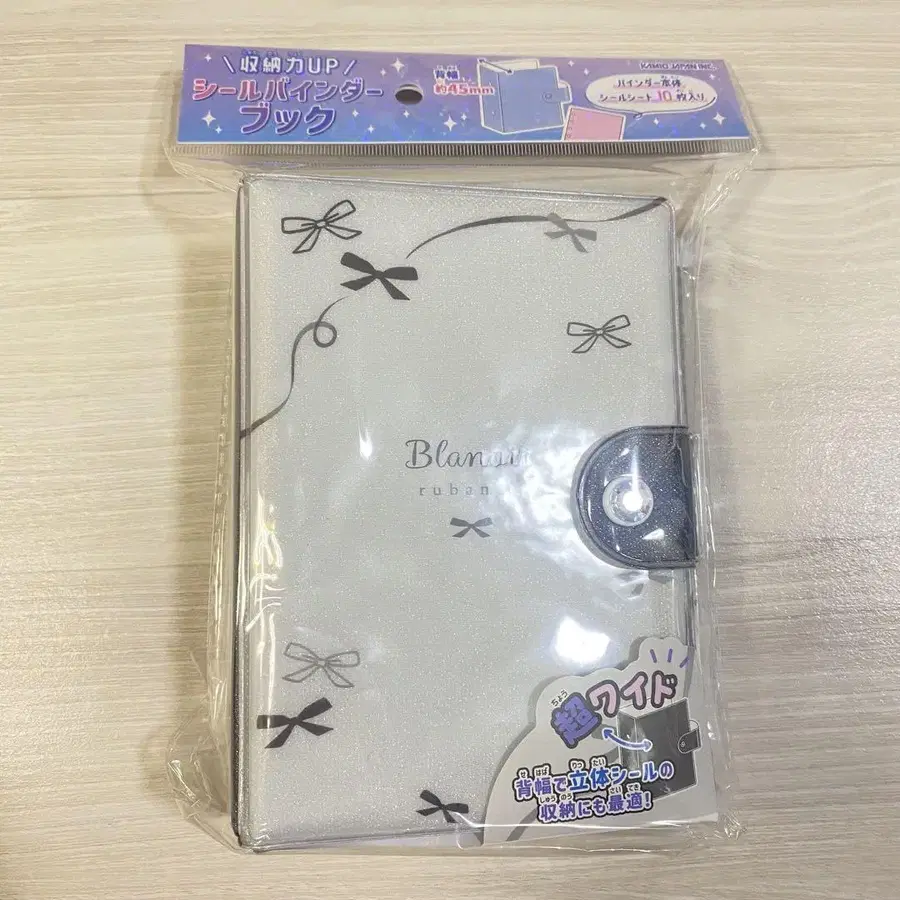 \収納力UP/
シールバインダー
ブック
背幅
約45mm
KAMIO JAPAN INC.
バインダー本体
シールシート10枚入り
ruban
超ワイド
背幅で立体シールの
収納にも最適!